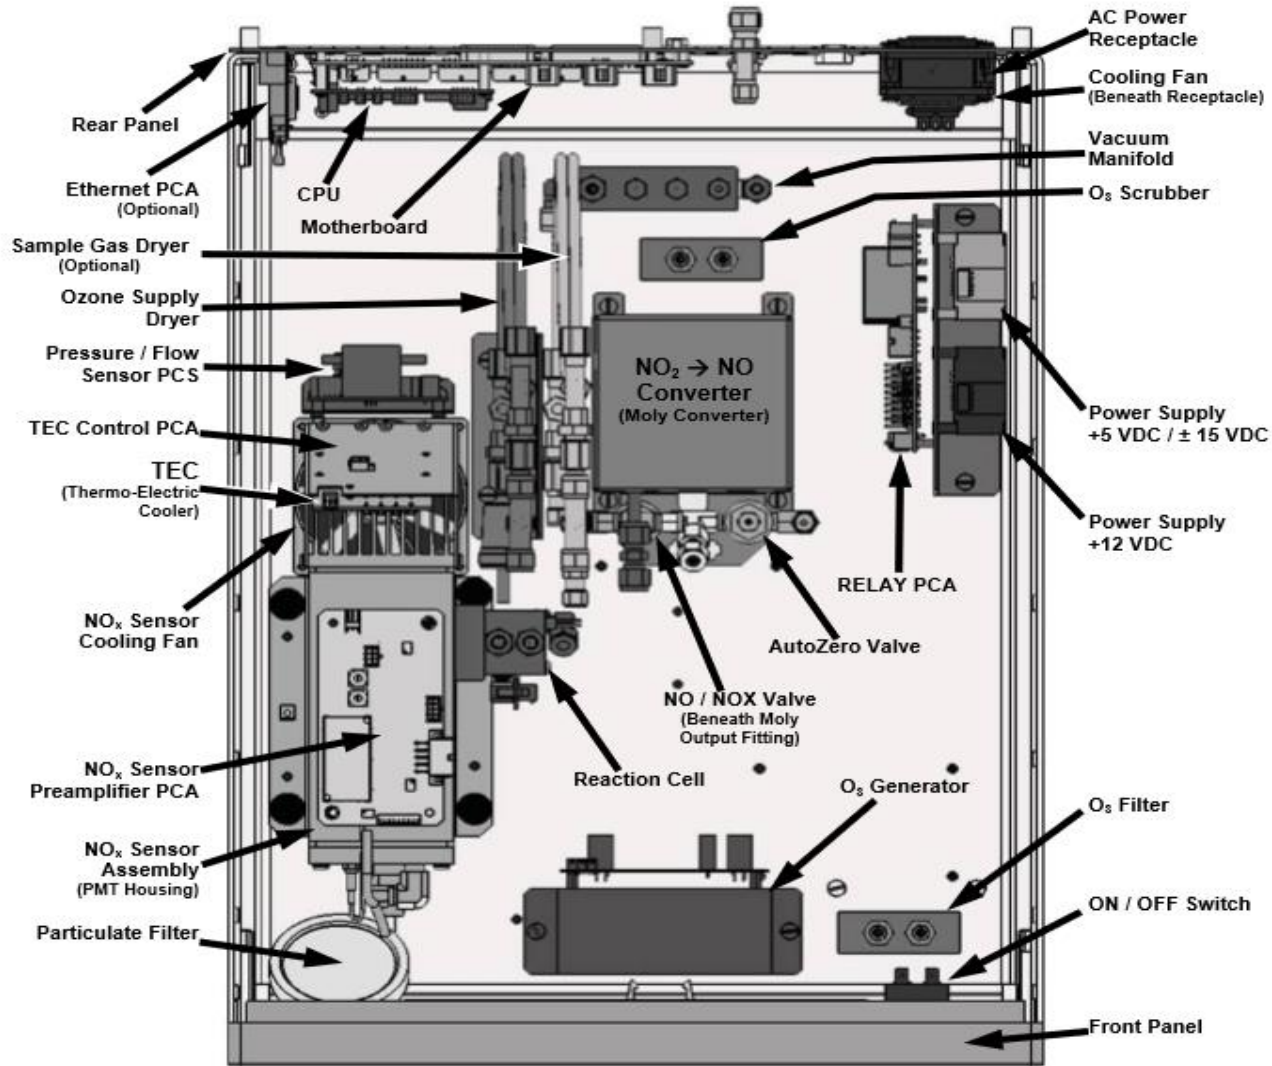 AC Power
Receptacle
Cooling Fan
(Beneath Receptacle)
Rear Panel
Vacuum
Manifold
Ethernet PCA
(Optional)
CPU
O₃ Scrubber
Motherboard
Sample Gas Dryer
(Optional)
Ozone Supply
Dryer
Pressure / Flow
Sensor PCS
NO₂ → NO
Converter
(Moly Converter)
Power Supply
+5 VDC / ± 15 VDC
TEC Control PCA
TEC
(Thermo-Electric
Cooler)
Power Supply
+12 VDC
RELAY PCA
NOₓ Sensor
Cooling Fan
AutoZero Valve
NO / NOX Valve
(Beneath Moly
Output Fitting)
NOₓ Sensor
Preamplifier PCA
Reaction Cell
O₃ Generator
O₃ Filter
NOₓ Sensor
Assembly
(PMT Housing)
ON / OFF Switch
Particulate Filter
Front Panel